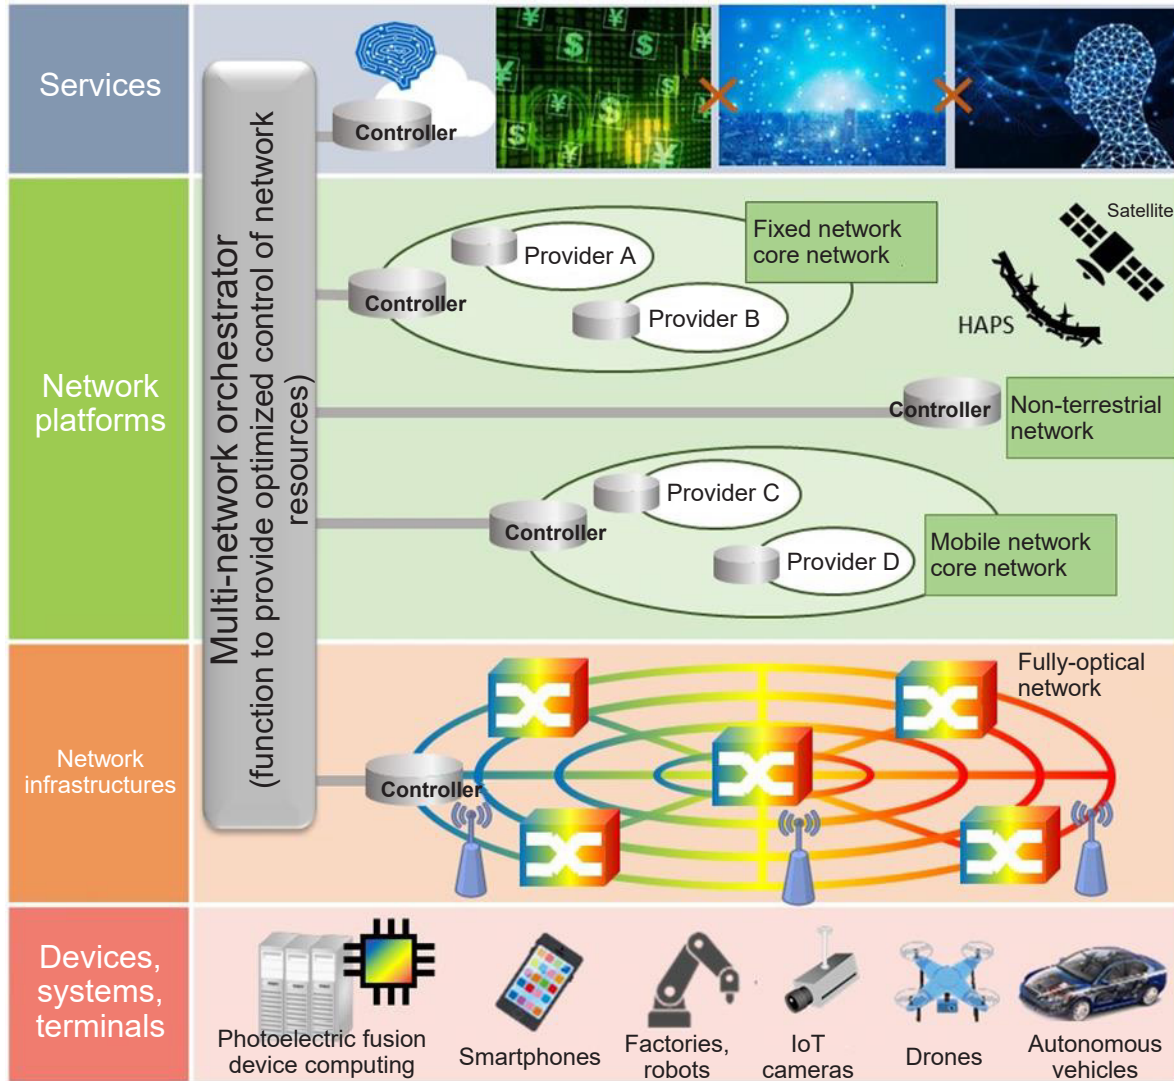 Services
Controller
Multi-network orchestrator
(function to provide optimized control of network
resources)
Network
platforms
Provider A
Controller
Provider B
Fixed network
core network
Satellite
HAPS
Controller
Non-terrestrial
network
Provider C
Controller
Provider D
Mobile network
core network
Network
infrastructures
Fully-optical
network
Controller
Devices,
systems,
terminals
Photoelectric fusion
device computing
Smartphones
Factories,
robots
IoT
cameras
Drones
Autonomous
vehicles